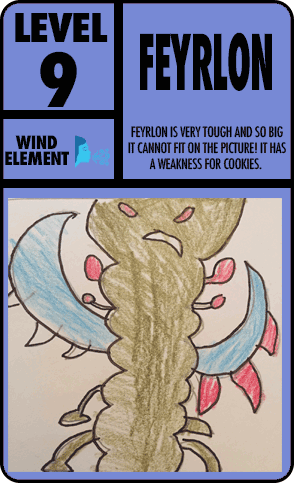 LEVEL
9
WIND
ELEMENT
FEYRLON
FEYRLON IS VERY TOUGH AND SO BIG
IT CANNOT FIT ON THE PICTURE! IT HAS
A WEAKNESS FOR COOKIES.